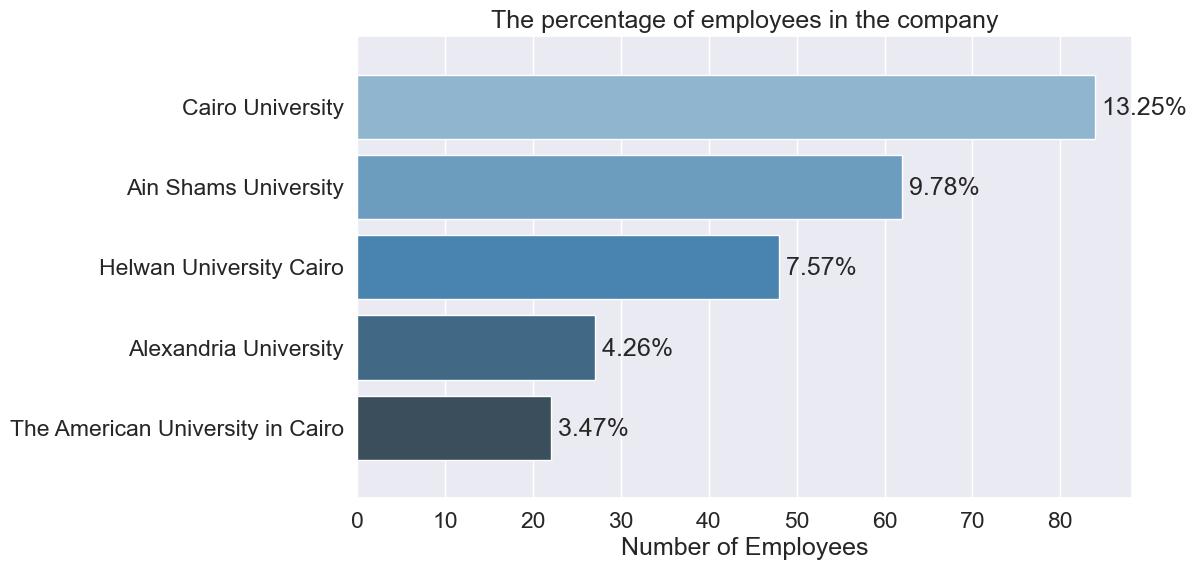 The percentage of employees in the company
Cairo University
13.25%
Ain Shams University
9.78%
Helwan University Cairo
7.57%
Alexandria University
4.26%
The American University in Cairo
3.47%
0 10 20 30 40 50 60 70 80
Number of Employees